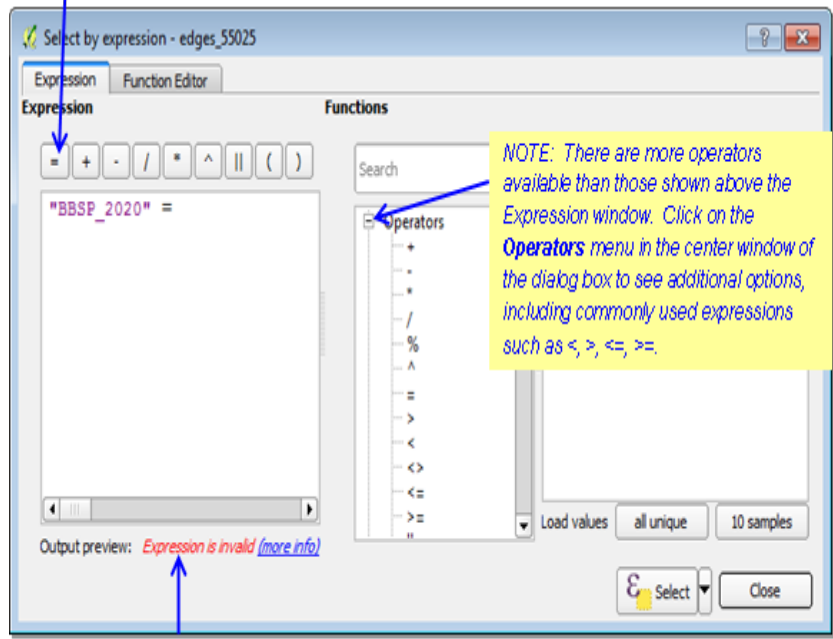 Select by expression - edges_55025
Expression Function Editor
Expression Functions
= + - / * ^ || ( )
Search
"BBSP_2020" =
Operators
+
-
*
/
%
^
=
>
<
<>
<=
>=
NOTE: There are more operators
available than those shown above the
Expression window. Click on the
Operators menu in the center window of
the dialog box to see additional options,
including commonly used expressions
such as <, >, <=, >=.
Load values all unique 10 samples
Output preview: Expression is invalid (more info)
Select Close